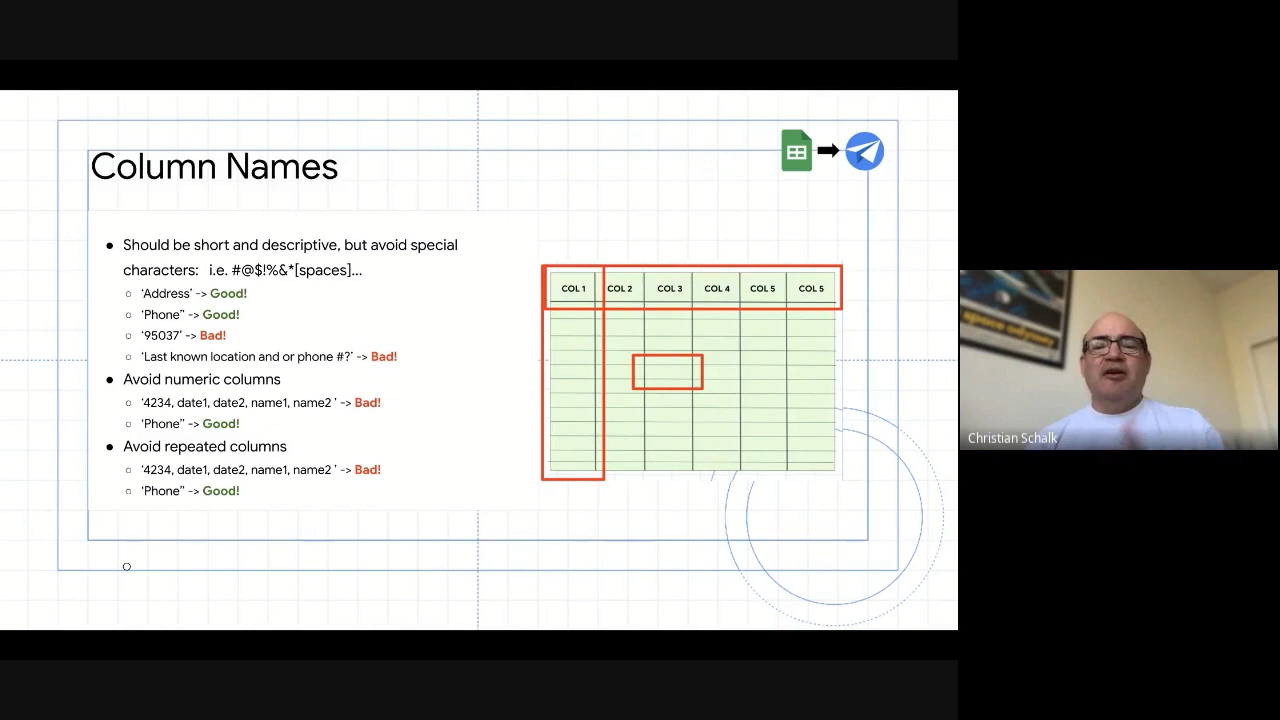 Column Names
● Should be short and descriptive, but avoid special
characters: i.e. #@$!%&*[spaces]...
○ ‘Address’ -> Good!
○ ‘Phone” -> Good!
○ ‘95037’ -> Bad!
○ ‘Last known location and or phone #?’ -> Bad!
● Avoid numeric columns
○ ‘4234, date1, date2, name1, name2 ’ -> Bad!
○ ‘Phone” -> Good!
● Avoid repeated columns
○ ‘4234, date1, date2, name1, name2 ’ -> Bad!
○ ‘Phone” -> Good!
○
COL 1 COL 2 COL 3 COL 4 COL 5 COL 5
space odyssey
Christian Schalk